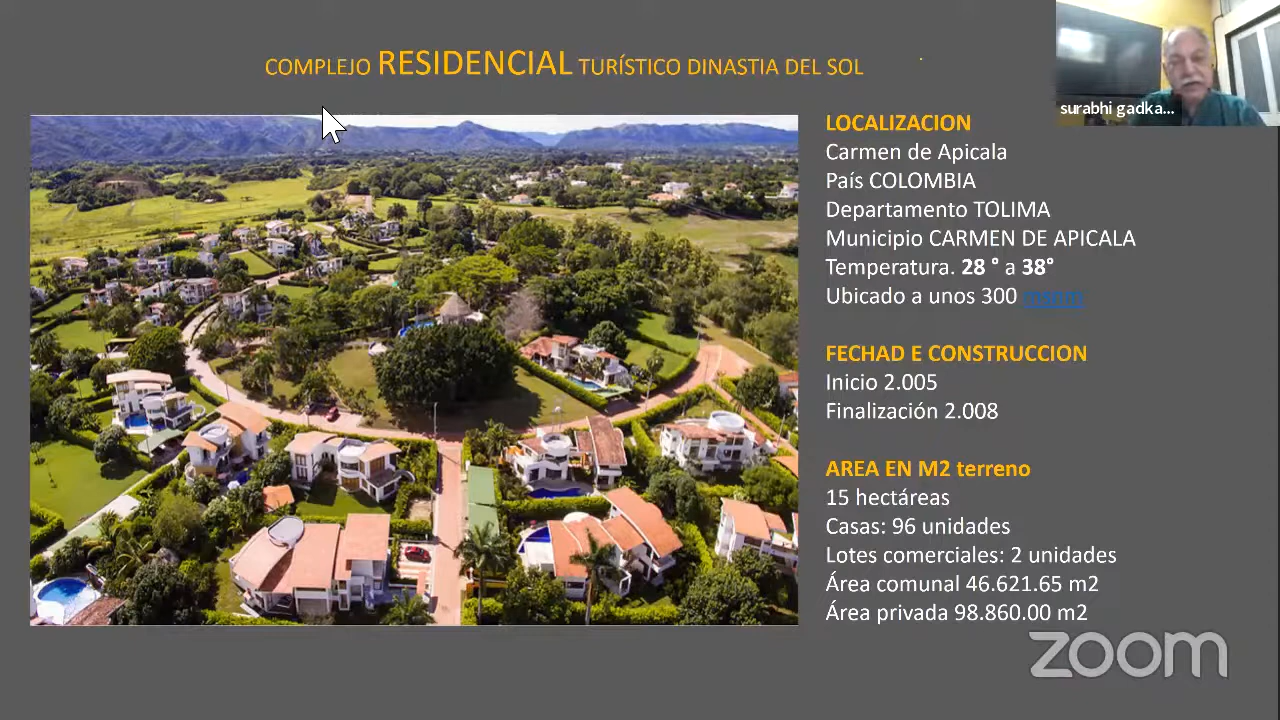 COMPLEJO RESIDENCIAL TURÍSTICO DINASTIA DEL SOL
surabhi gadka...
LOCALIZACION
Carmen de Apicala
País COLOMBIA
Departamento TOLIMA
Municipio CARMEN DE APICALA
Temperatura. 28 ° a 38°
Ubicado a unos 300
FECHAD E CONSTRUCCION
Inicio 2.005
Finalización 2.008
AREA EN M2 terreno
15 hectáreas
Casas: 96 unidades
Lotes comerciales: 2 unidades
Área comunal 46.621.65 m2
Área privada 98.860.00 m2
zoom